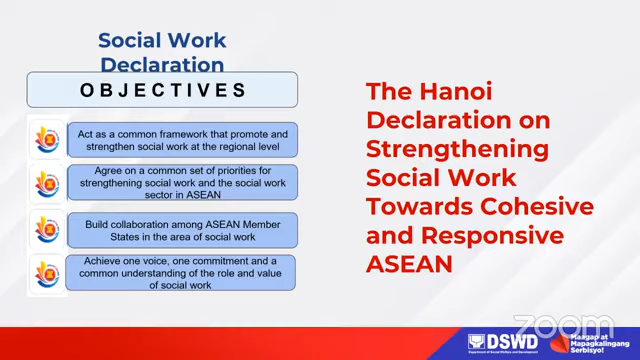 Social Work
Declaration
OBJECTIVES
Act as a common framework that promote and
strengthen social work at the regional level
Agree on a common set of priorities for
strengthening social work and the social work
sector in ASEAN
Build collaboration among ASEAN Member
States in the area of social work
Achieve one voice, one commitment and a
common understanding of the role and value
of social work
The Hanoi
Declaration on
Strengthening
Social Work
Towards Cohesive
and Responsive
ASEAN
zoom
DSWD
Department of Social Welfare and Development
Maagap at
Mapagkalingang
Serbisyo!